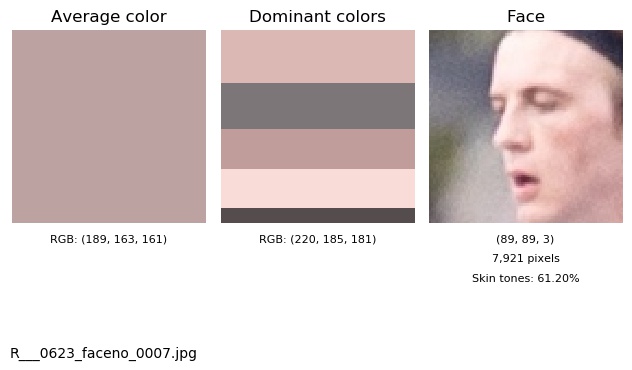 Average color
Dominant colors
Face
RGB: (189, 163, 161)
RGB: (220, 185, 181)
(89, 89, 3)
7,921 pixels
Skin tones: 61.20%
R___0623_faceno_0007.jpg